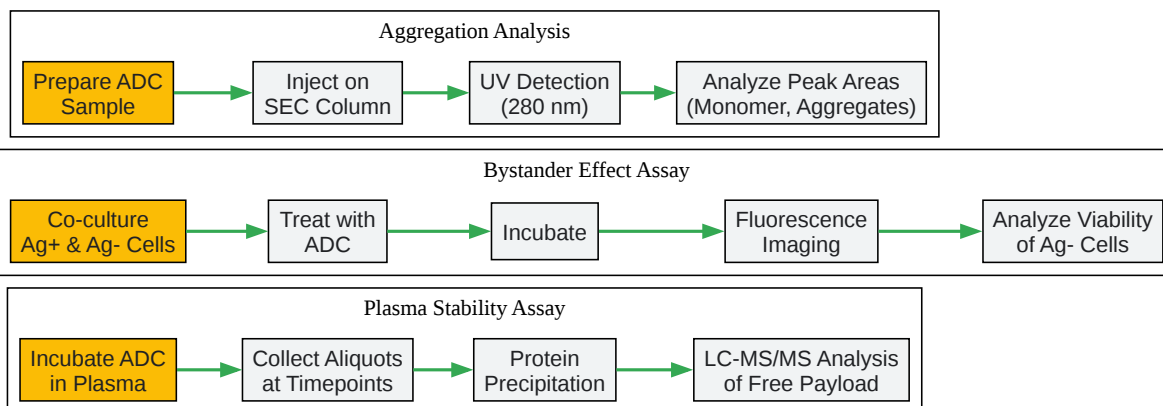 Aggregation Analysis
Prepare ADC
Sample
Inject on
SEC Column
UV Detection
(280 nm)
Analyze Peak Areas
(Monomer, Aggregates)
Bystander Effect Assay
Co-culture
Ag+ & Ag- Cells
Treat with
ADC
Incubate
Fluorescence
Imaging
Analyze Viability
of Ag- Cells
Plasma Stability Assay
Incubate ADC
in Plasma
Collect Aliquots
at Timepoints
Protein
Precipitation
LC-MS/MS Analysis
of Free Payload